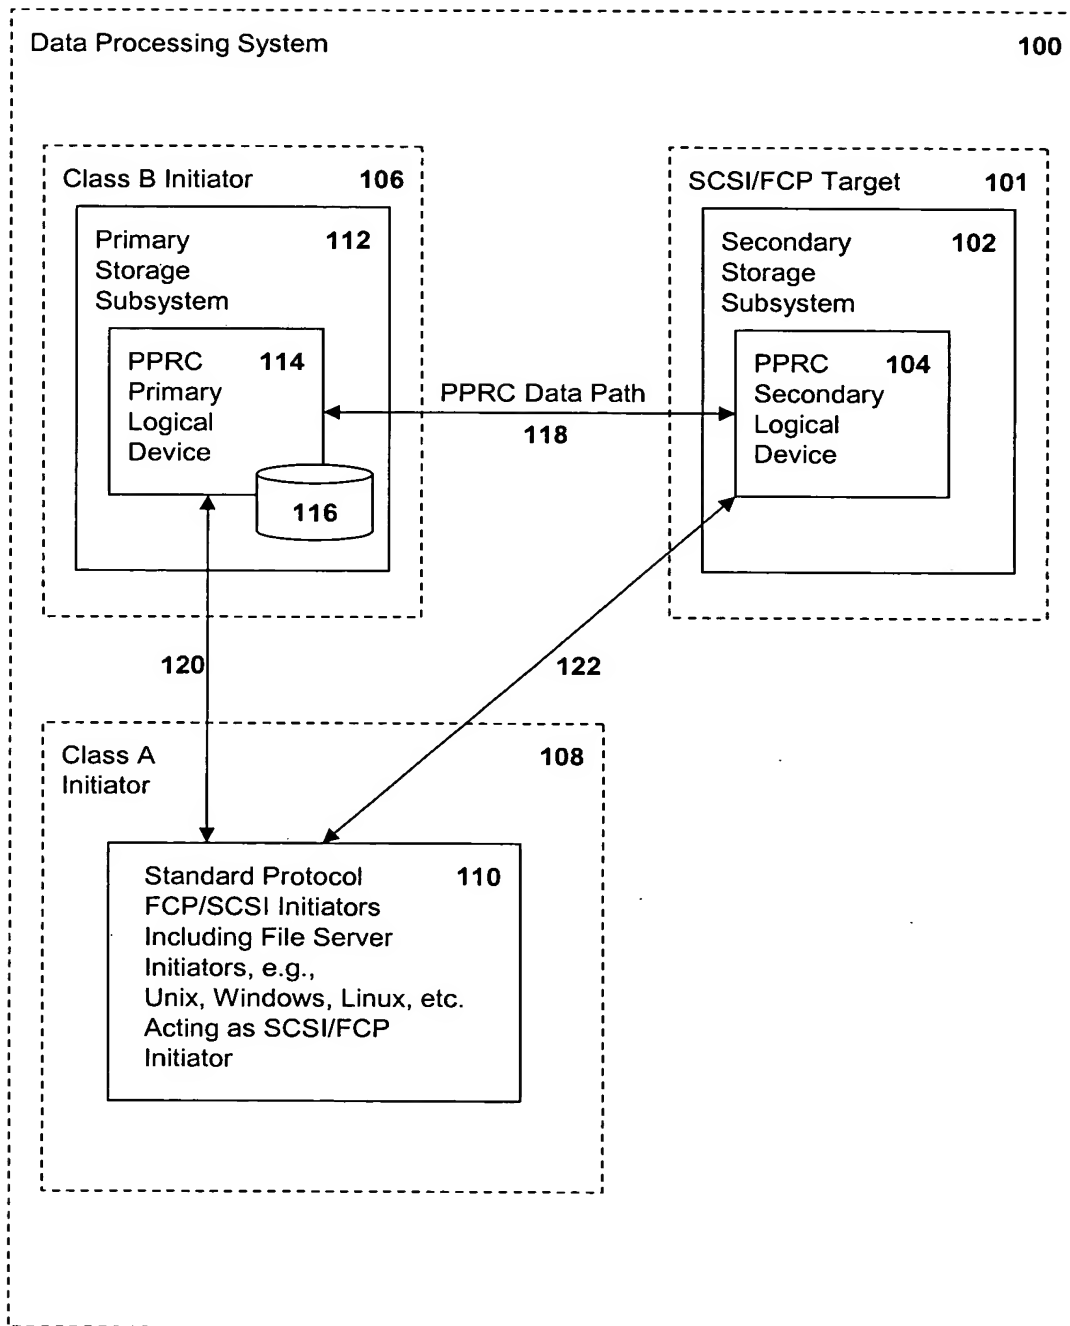 Data Processing System 100
Class B Initiator 106
Primary 112
Storage
Subsystem
PPRC 114
Primary
Logical
Device
116
PPRC Data Path
118
SCSI/FCP Target 101
Secondary 102
Storage
Subsystem
PPRC 104
Secondary
Logical
Device
120
122
Class A 108
Initiator
Standard Protocol 110
FCP/SCSI Initiators
Including File Server
Initiators, e.g.,
Unix, Windows, Linux, etc.
Acting as SCSI/FCP
Initiator